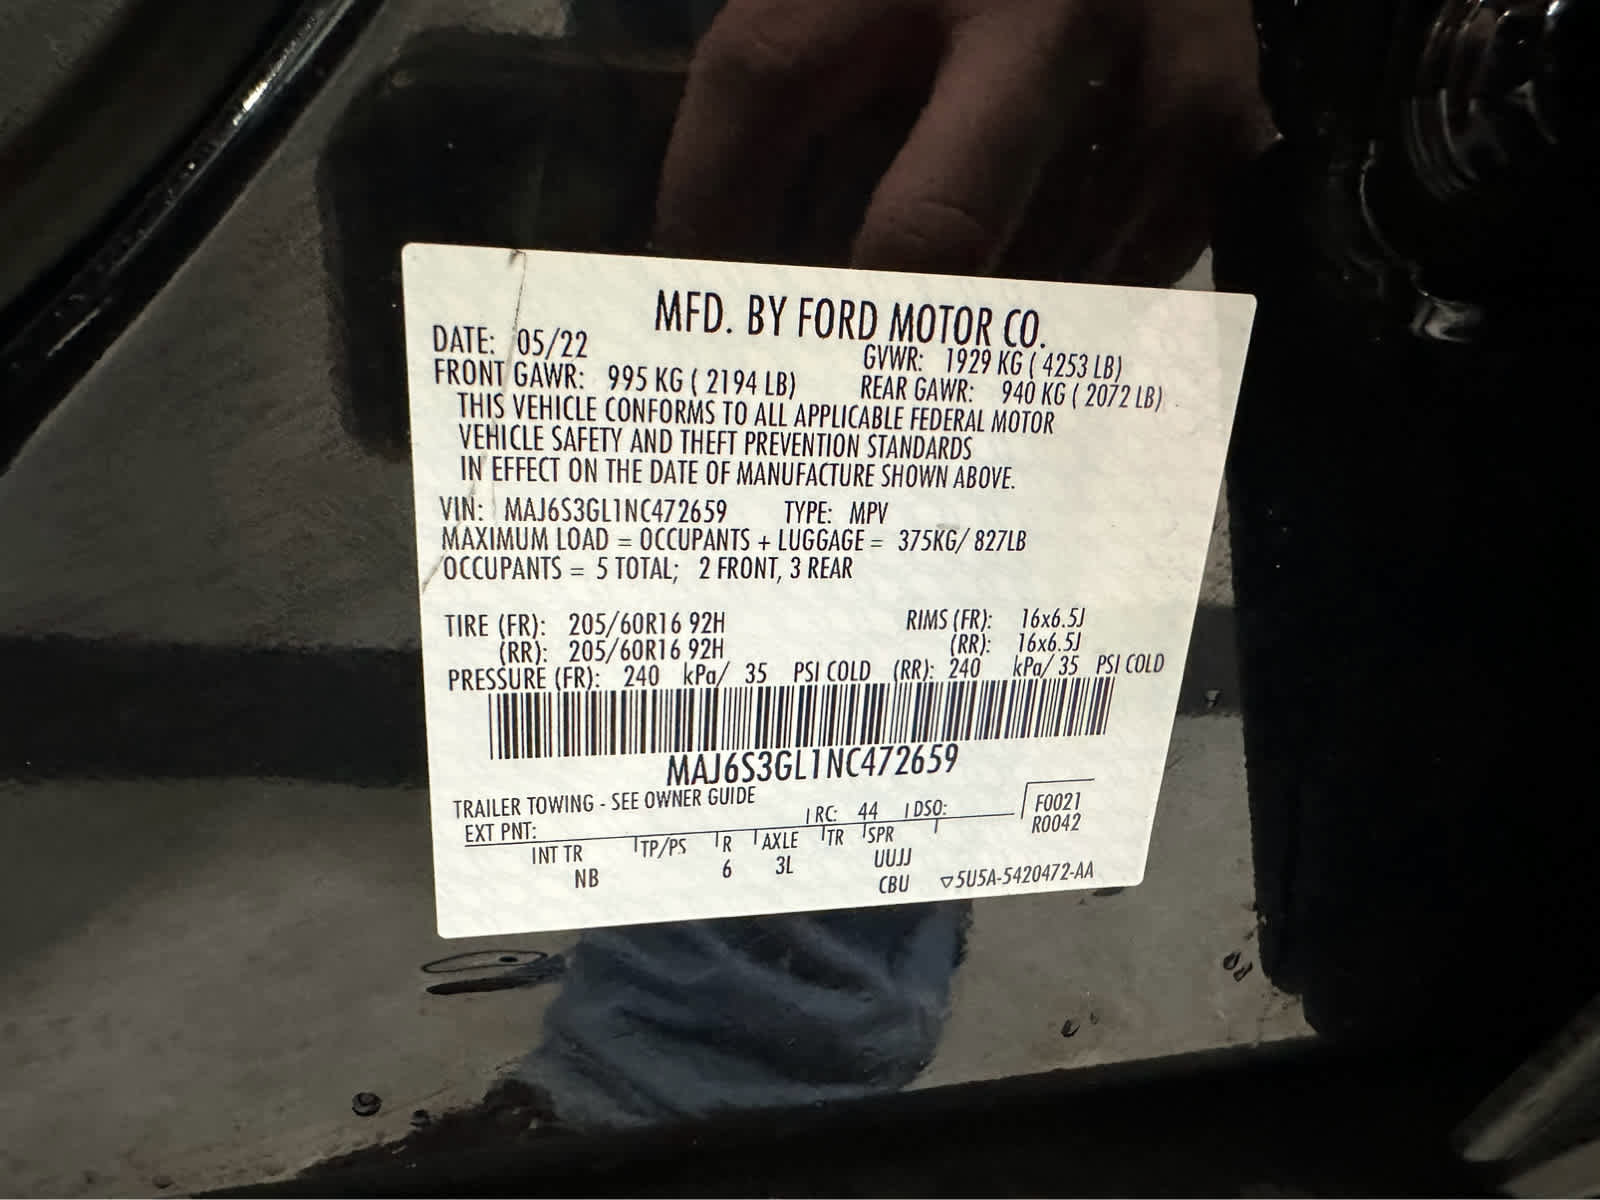 MFD. BY FORD MOTOR CO.
DATE: 05/22 GVWR: 1929 KG ( 4253 LB)
FRONT GAWR: 995 KG ( 2194 LB) REAR GAWR: 940 KG ( 2072 LB)
THIS VEHICLE CONFORMS TO ALL APPLICABLE FEDERAL MOTOR
VEHICLE SAFETY AND THEFT PREVENTION STANDARDS
IN EFFECT ON THE DATE OF MANUFACTURE SHOWN ABOVE.
VIN: MAJ6S3GL1NC472659 TYPE: MPV
MAXIMUM LOAD = OCCUPANTS + LUGGAGE = 375KG/ 827LB
OCCUPANTS = 5 TOTAL; 2 FRONT, 3 REAR
TIRE (FR): 205/60R16 92H RIMS (FR): 16x6.5J
(RR): 205/60R16 92H (RR): 16x6.5J
PRESSURE (FR): 240 kPa/ 35 PSI COLD (RR): 240 kPa/ 35 PSI COLD
MAJ6S3GL1NC472659
TRAILER TOWING - SEE OWNER GUIDE
EXT PNT: RC: 44 DSO: F0021
R0042
INT TR TP/PS R AXLE TR SPR
NB 6 3L UUJJ
CBU ▽5U5A-5420472-AA